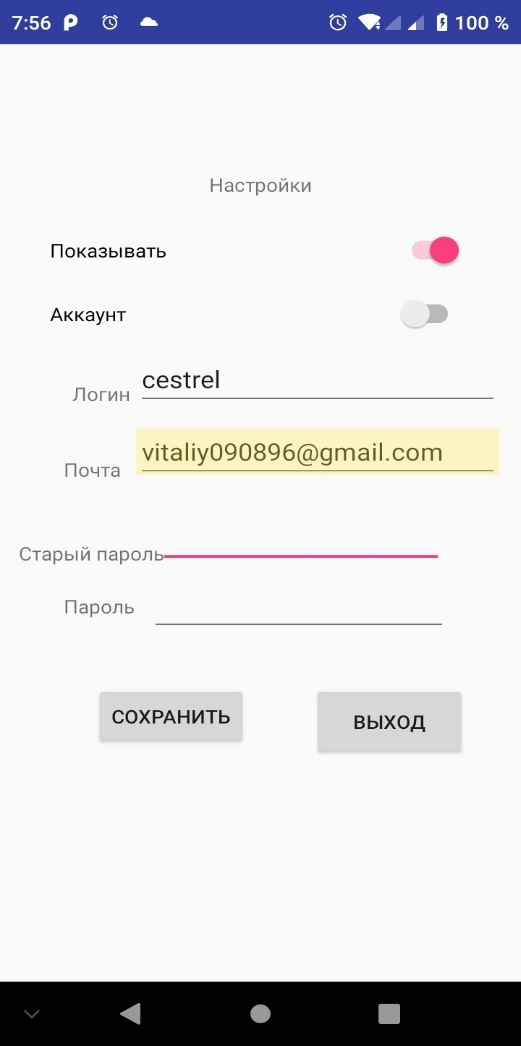 7:56 100 %
Настройки
Показывать
Аккаунт
Логин cestrel
Почта vitaliy090896@gmail.com
Старый пароль
Пароль
СОХРАНИТЬ ВЫХОД